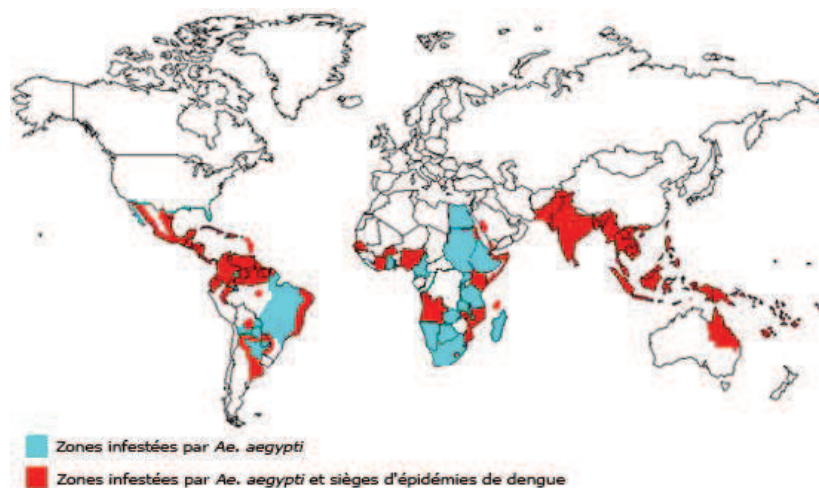 Zones infestées par Ae. aegypti
Zones infestées par Ae. aegypti et sièges d'épidémies de dengue